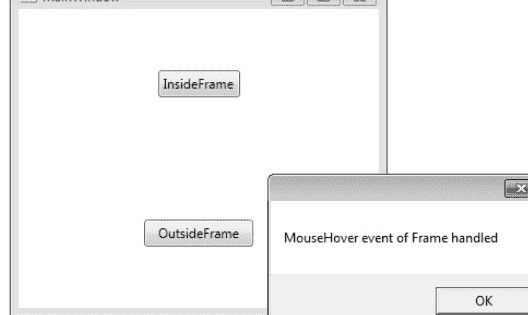 MainWindow
InsideFrame
OutsideFrame
MouseHover event of Frame handled
OK